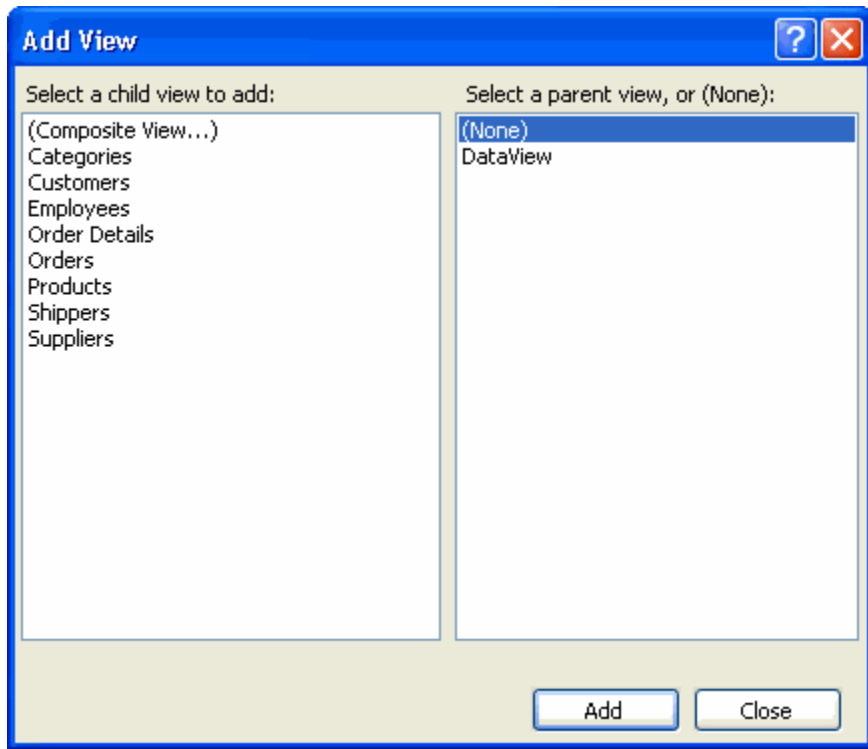 Add View
Select a child view to add:
(Composite View...)
Categories
Customers
Employees
Order Details
Orders
Products
Shippers
Suppliers
Select a parent view, or (None):
(None)
DataView
Add
Close